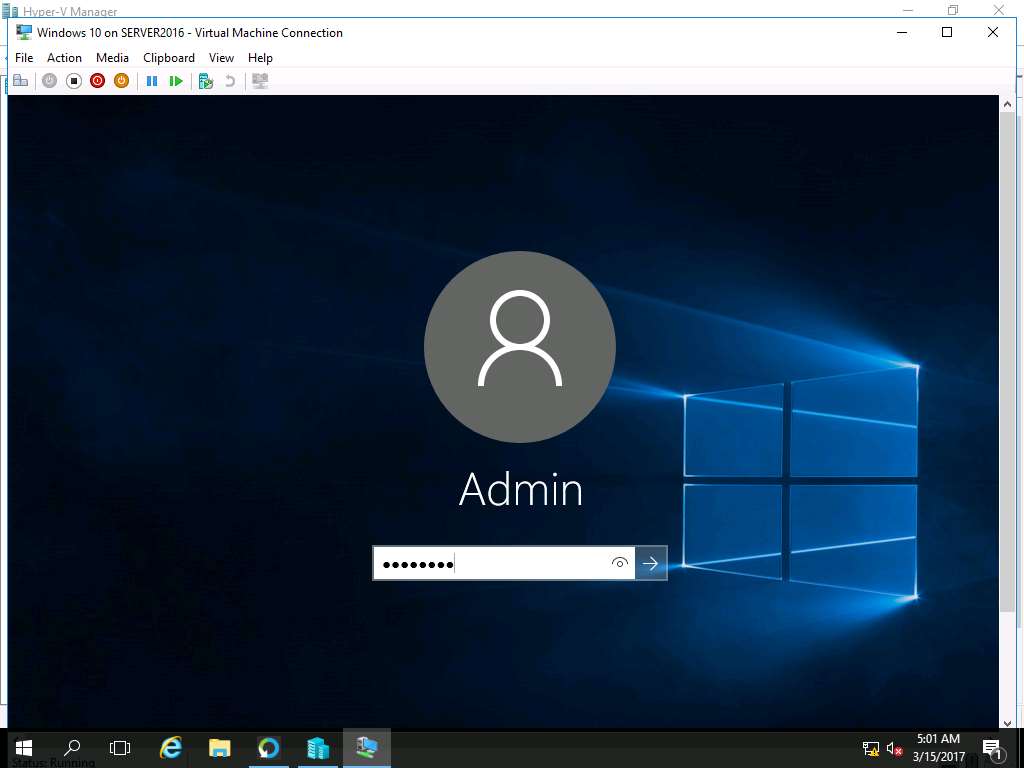 Hyper-V Manager
Windows 10 on SERVER2016 - Virtual Machine Connection
File Action Media Clipboard View Help
Admin
5:01 AM
3/15/2017
1
Status: Running